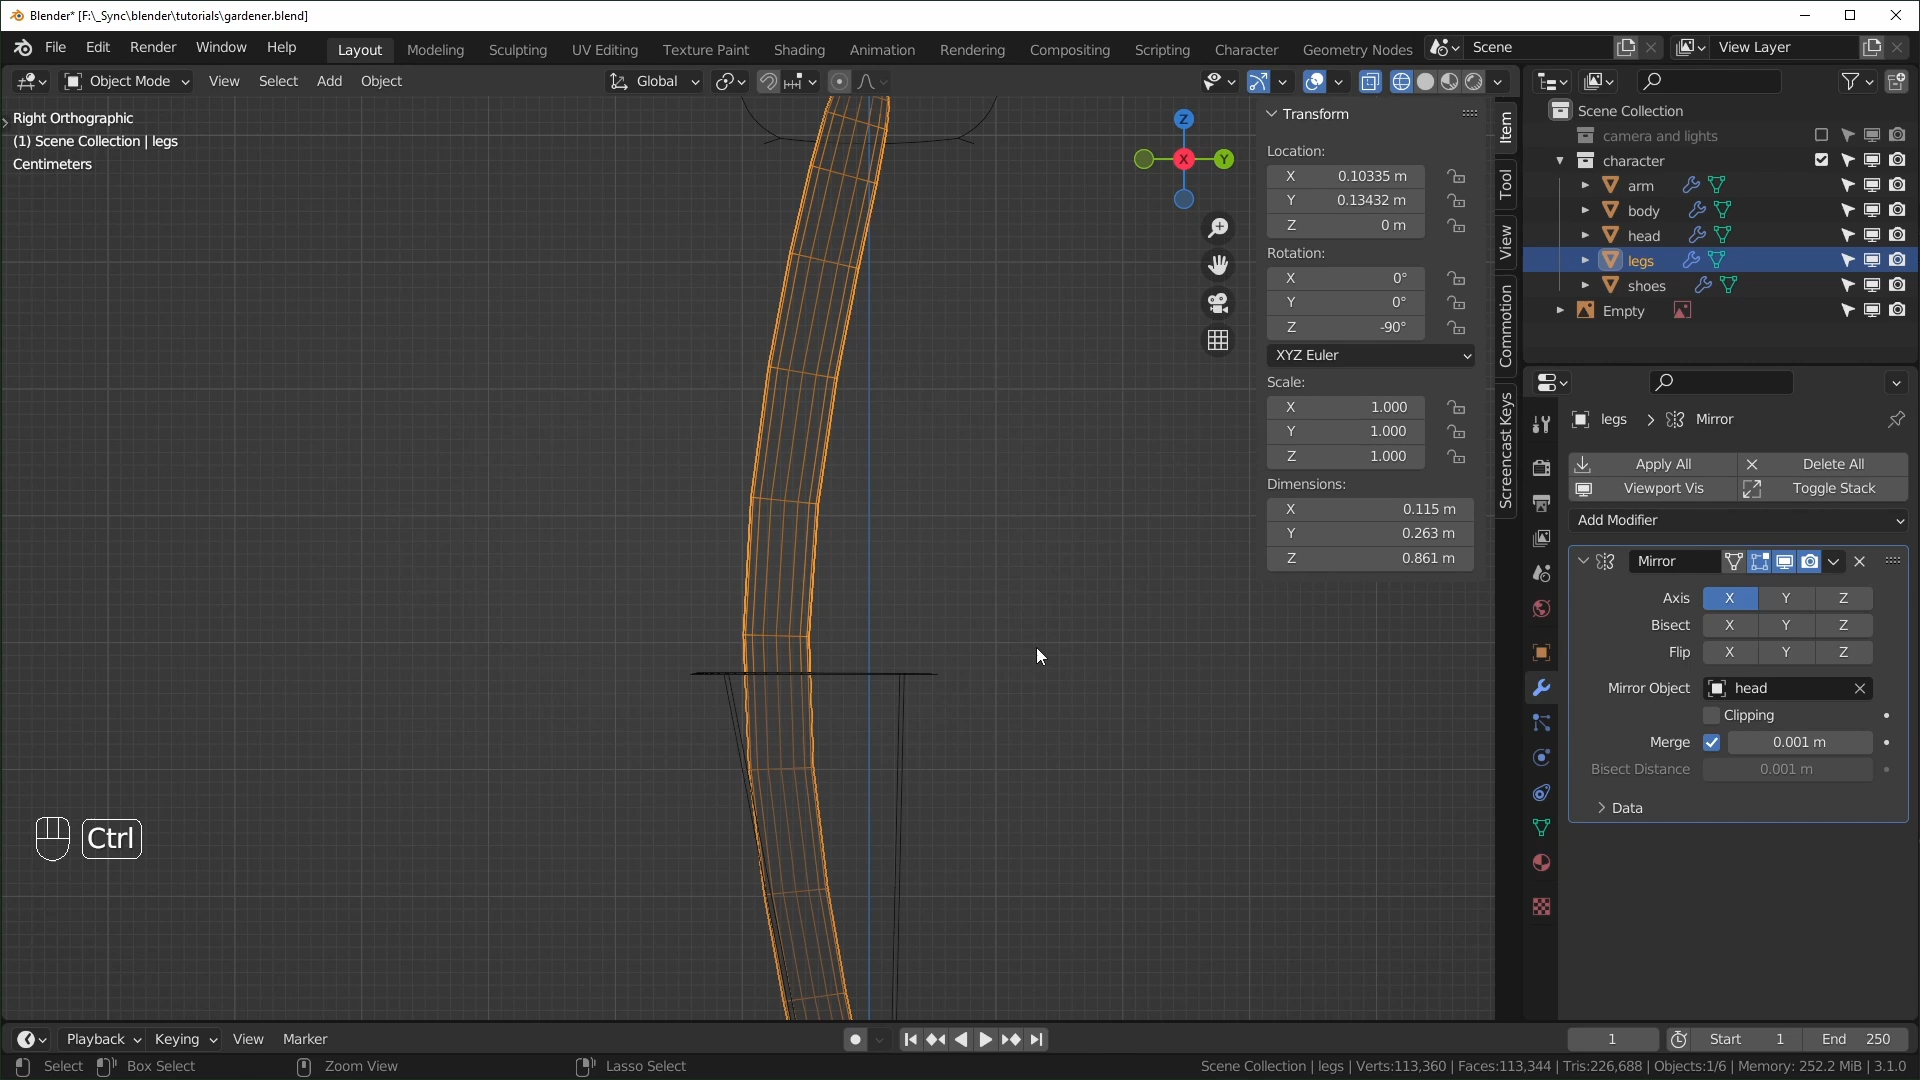 Blender* [F:\_Sync\blender\tutorials\gardener.blend]
File Edit Render Window Help Layout Modeling Sculpting UV Editing Texture Paint Shading Animation Rendering Compositing Scripting Character Geometry Nodes Scene View Layer
Object Mode View Select Add Object Global
Right Orthographic
(1) Scene Collection | legs
Centimeters
Z
X
Y
Transform
Location:
X 0.10335 m
Y 0.13432 m
Z 0 m
Rotation:
X 0°
Y 0°
Z -90°
XYZ Euler
Scale:
X 1.000
Y 1.000
Z 1.000
Dimensions:
X 0.115 m
Y 0.263 m
Z 0.861 m
Item
Tool
View
Commotion
Screencast Keys
Scene Collection
camera and lights
character
arm
body
head
legs
shoes
Empty
legs Mirror
Apply All Delete All
Viewport Vis Toggle Stack
Add Modifier
Mirror
Axis X Y Z
Bisect X Y Z
Flip X Y Z
Mirror Object head
Clipping
Merge 0.001 m
Bisect Distance 0.001 m
Data
Ctrl
Playback Keying View Marker 1 Start 1 End 250
Select Box Select Zoom View Lasso Select Scene Collection | legs | Verts:113,360 | Faces:113,344 | Tris:226,688 | Objects:1/6 | Memory: 252.2 MiB | 3.1.0